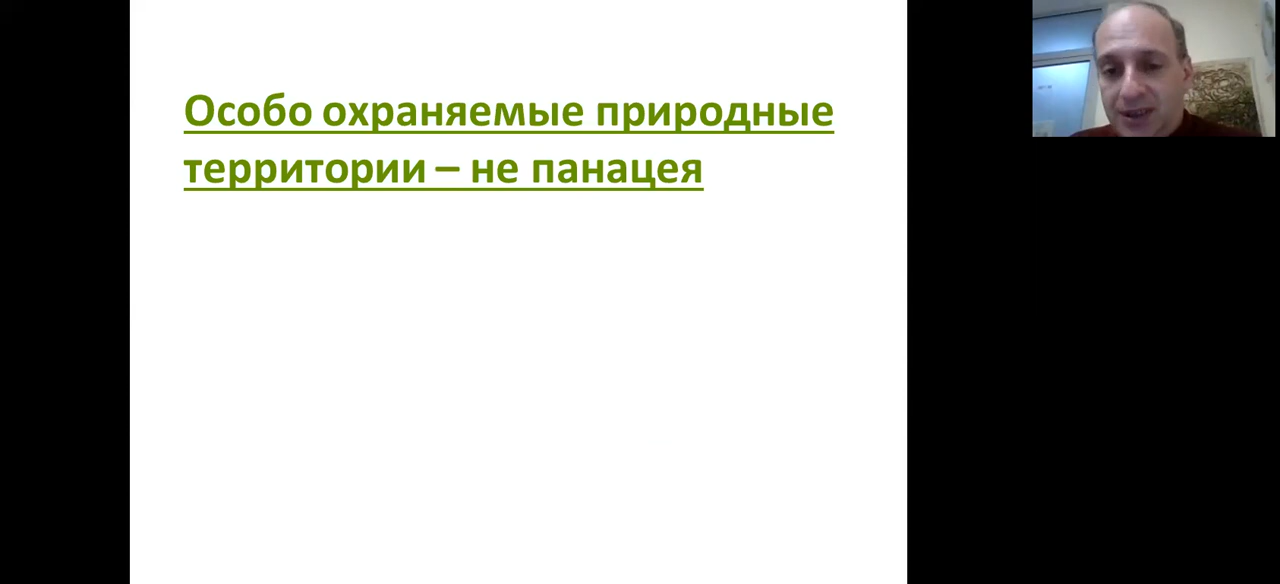 Особо охраняемые природные
территории – не панацея